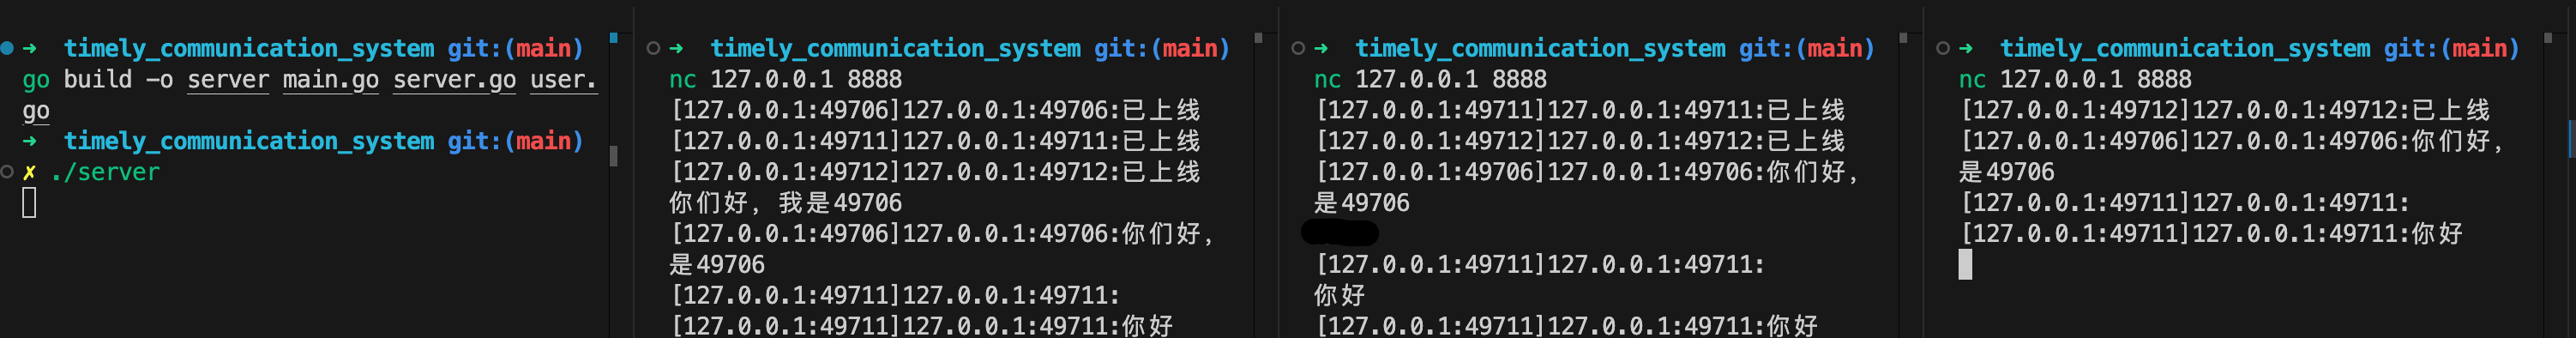 ➜ timely_communication_system git:(main)
go build -o server main.go server.go user.
go
➜ timely_communication_system git:(main)
✗ ./server
➜ timely_communication_system git:(main)
nc 127.0.0.1 8888
[127.0.0.1:49706]127.0.0.1:49706:已上线
[127.0.0.1:49711]127.0.0.1:49711:已上线
[127.0.0.1:49712]127.0.0.1:49712:已上线
你们好，我是49706
[127.0.0.1:49706]127.0.0.1:49706:你们好，
是49706
[127.0.0.1:49711]127.0.0.1:49711:
[127.0.0.1:49711]127.0.0.1:49711:你好
➜ timely_communication_system git:(main)
nc 127.0.0.1 8888
[127.0.0.1:49711]127.0.0.1:49711:已上线
[127.0.0.1:49712]127.0.0.1:49712:已上线
[127.0.0.1:49706]127.0.0.1:49706:你们好，
是49706
[127.0.0.1:49711]127.0.0.1:49711:
你好
[127.0.0.1:49711]127.0.0.1:49711:你好
➜ timely_communication_system git:(main)
nc 127.0.0.1 8888
[127.0.0.1:49712]127.0.0.1:49712:已上线
[127.0.0.1:49706]127.0.0.1:49706:你们好，
是49706
[127.0.0.1:49711]127.0.0.1:49711:
[127.0.0.1:49711]127.0.0.1:49711:你好